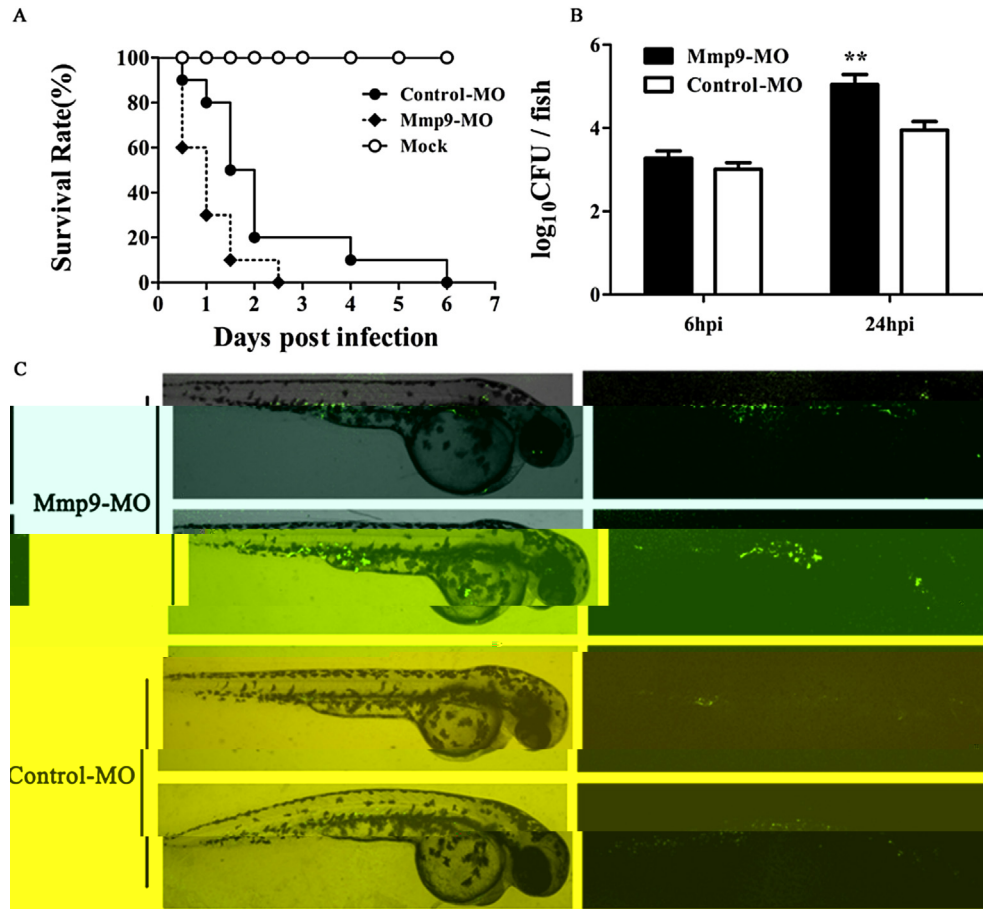 A
100
80
60
40
20
0
Survival Rate(%)
Control-MO
Mmp9-MO
Mock
0 1 2 3 4 5 6 7
Days post infection
B
6
4
2
0
log10CFU / fish
Mmp9-MO
Control-MO
**
6hpi 24hpi
C
Mmp9-MO
Control-MO